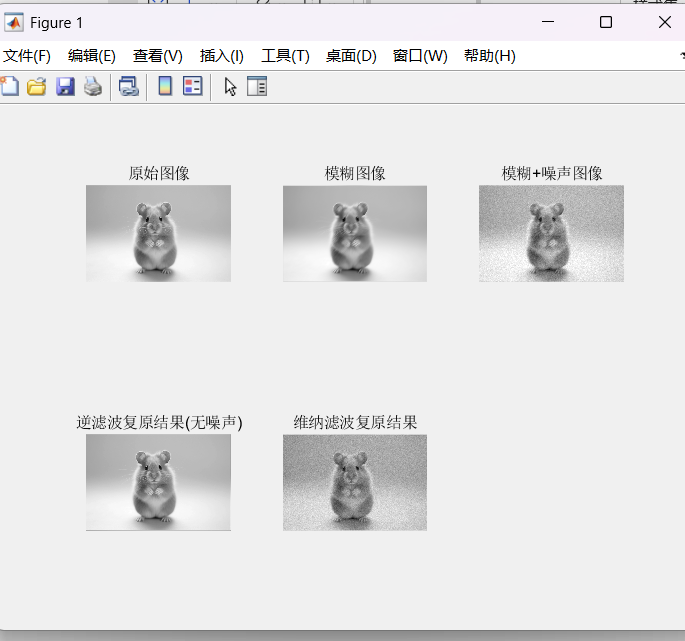 Figure 1
文件(F) 编辑(E) 查看(V) 插入(I) 工具(T) 桌面(D) 窗口(W) 帮助(H)
原始图像 模糊图像 模糊+噪声图像
逆滤波复原结果(无噪声) 维纳滤波复原结果